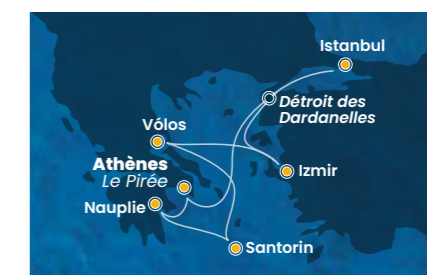 Istanbul
Détroit des
Dardanelles
Vólos
Athènes
Le Pirée
Izmir
Nauplie
Santorin